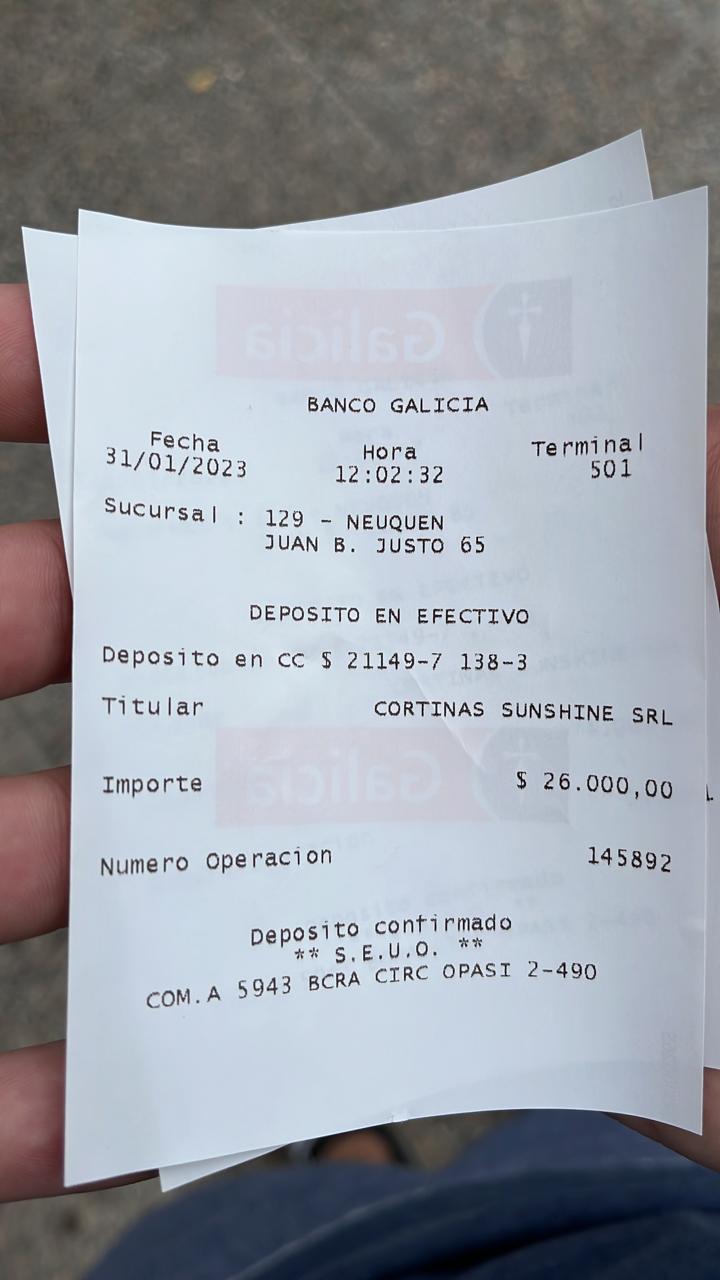 BANCO GALICIA
Fecha Hora Terminal
31/01/2023 12:02:32 501
Sucursal : 129 - NEUQUEN
JUAN B. JUSTO 65
DEPOSITO EN EFECTIVO
Deposito en CC $ 21149-7 138-3
Titular CORTINAS SUNSHINE SRL
Importe $ 26.000,00
Numero Operacion 145892
Deposito confirmado
** S.E.U.O. **
COM.A 5943 BCRA CIRC OPASI 2-490
Galicia
Galicia